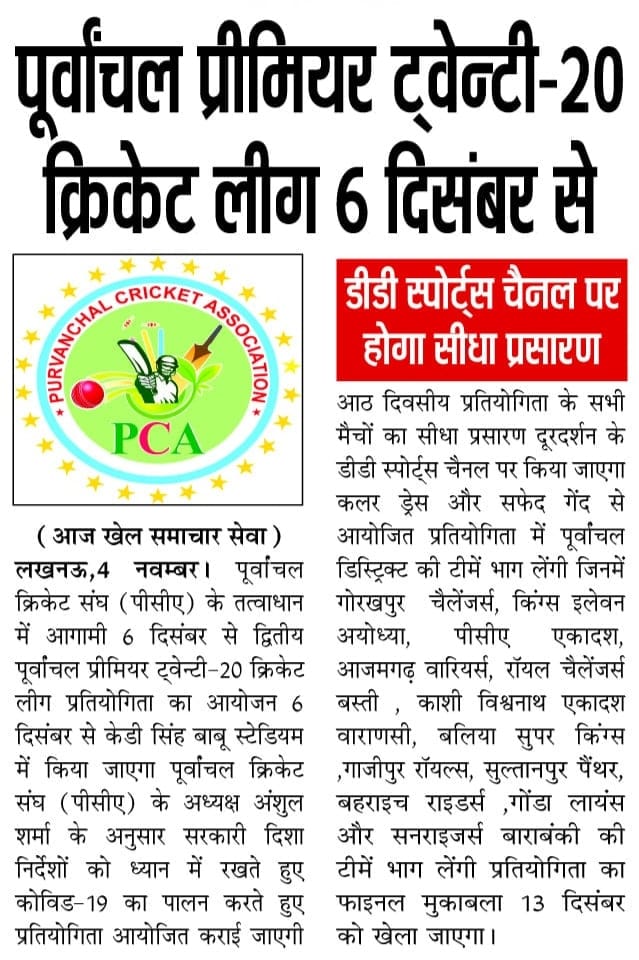 पूर्वांचल प्रीमियर ट्वेन्टी-20
क्रिकेट लीग 6 दिसंबर से
PURVANCHAL CRICKET ASSOCIATION
PCA
(आज खेल समाचार सेवा)
लखनऊ,4 नवम्बर। पूर्वांचल
क्रिकेट संघ (पीसीए) के तत्वाधान
में आगामी 6 दिसंबर से द्वितीय
पूर्वांचल प्रीमियर ट्वेन्टी-20 क्रिकेट
लीग प्रतियोगिता का आयोजन 6
दिसंबर से केडी सिंह बाबू स्टेडियम
में किया जाएगा पूर्वांचल क्रिकेट
संघ (पीसीए) के अध्यक्ष अंशुल
शर्मा के अनुसार सरकारी दिशा
निर्देशों को ध्यान में रखते हुए
कोविड-19 का पालन करते हुए
प्रतियोगिता आयोजित कराई जाएगी
डीडी स्पोर्ट्स चैनल पर
होगा सीधा प्रसारण
आठ दिवसीय प्रतियोगिता के सभी
मैचों का सीधा प्रसारण दूरदर्शन के
डीडी स्पोर्ट्स चैनल पर किया जाएगा
कलर ड्रेस और सफेद गेंद से
आयोजित प्रतियोगिता में पूर्वांचल
डिस्ट्रिक्ट की टीमें भाग लेंगी जिनमें
गोरखपुर चैलेंजर्स, किंग्स इलेवन
अयोध्या, पीसीए एकादश,
आजमगढ़ वारियर्स, रॉयल चैलेंजर्स
बस्ती , काशी विश्वनाथ एकादश
वाराणसी, बलिया सुपर किंग्स
,गाजीपुर रॉयल्स, सुल्तानपुर पैंथर,
बहराइच राइडर्स ,गोंडा लायंस
और सनराइजर्स बाराबंकी की
टीमें भाग लेंगी प्रतियोगिता का
फाइनल मुकाबला 13 दिसंबर
को खेला जाएगा।